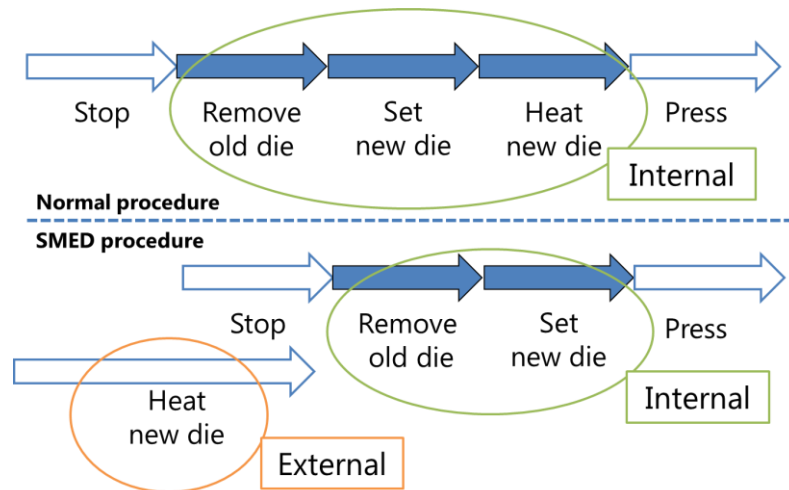 Stop
Remove
old die
Set
new die
Heat
new die
Press
Internal
Normal procedure
SMED procedure
Stop
Remove
old die
Set
new die
Press
Heat
new die
Internal
External